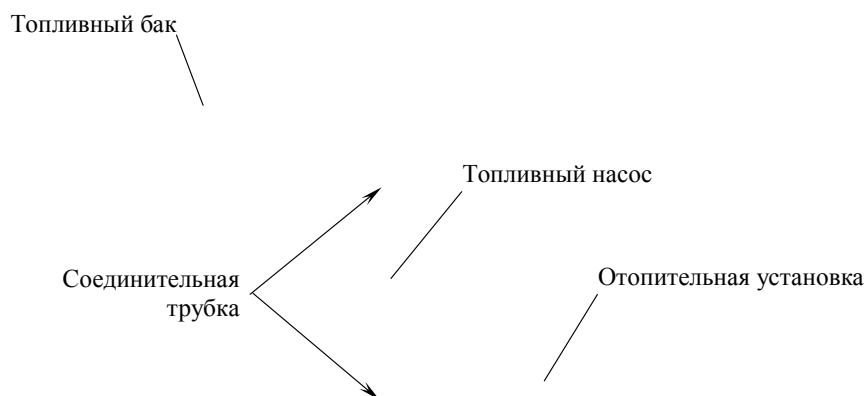 Топливный бак
Топливный насос
Соединительная
трубка
Отопительная установка